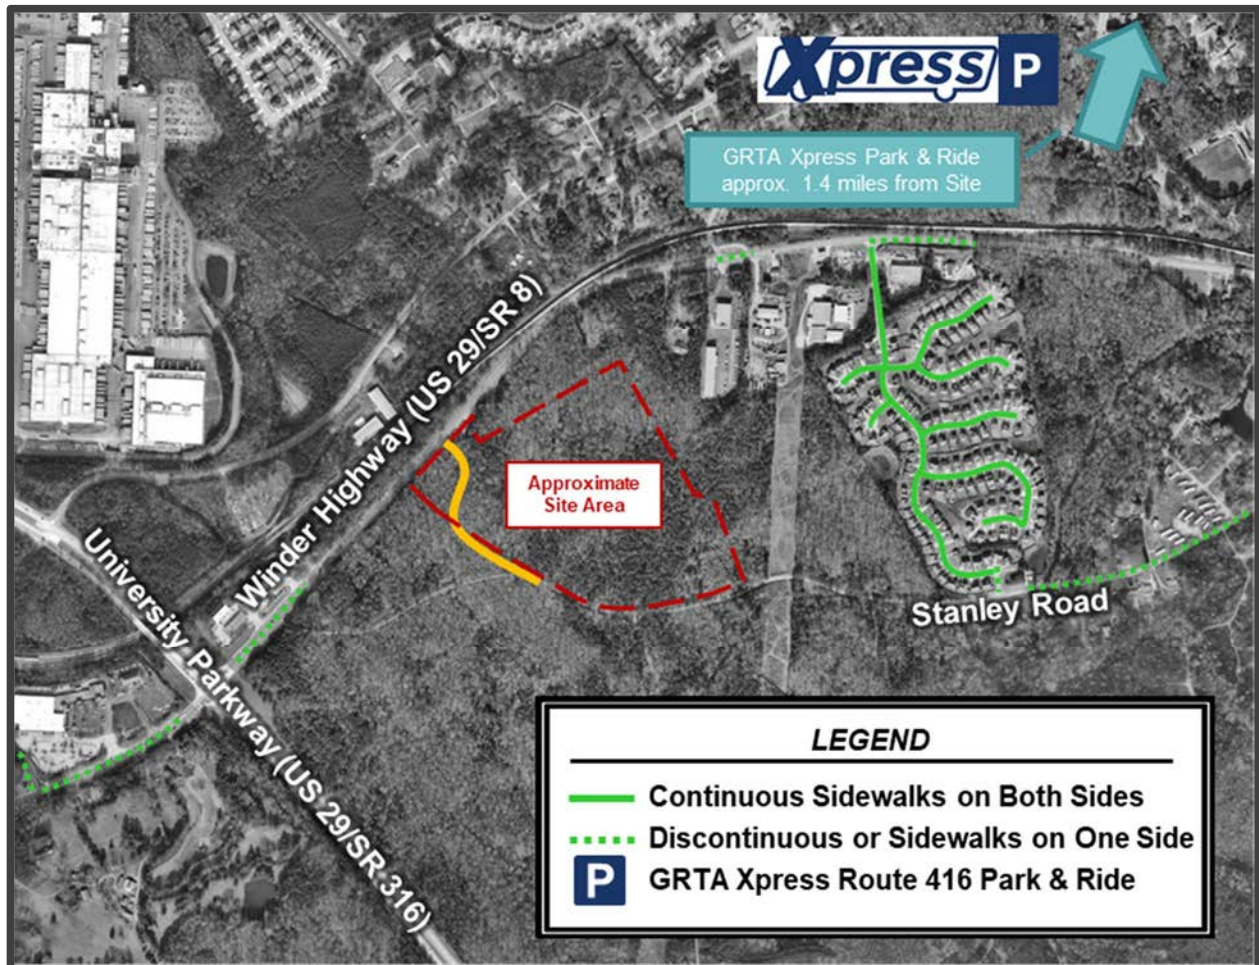 Xpress P
GRTA Xpress Park & Ride
approx. 1.4 miles from Site
Winder Highway (US 29/SR 8)
Approximate
Site Area
University Parkway (US 29/SR 316)
Stanley Road
LEGEND
Continuous Sidewalks on Both Sides
Discontinuous or Sidewalks on One Side
P GRTA Xpress Route 416 Park & Ride